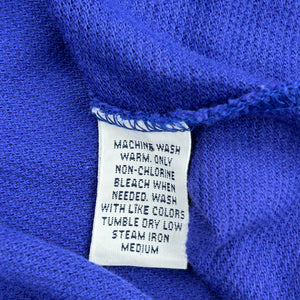 MACHINE WASH
WARM. ONLY
NON-CHLORINE
BLEACH WHEN
NEEDED. WASH
WITH LIKE COLORS
TUMBLE DRY LOW
STEAM IRON
MEDIUM